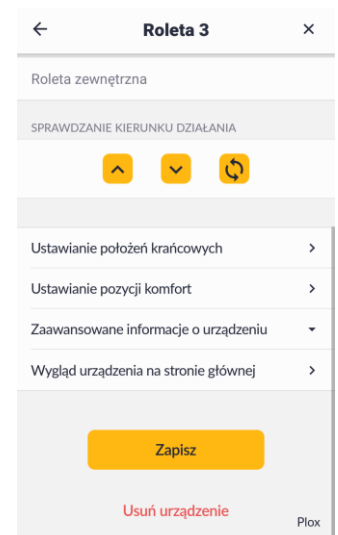 Roleta 3
Roleta zewnętrzna
SPRAWDZANIE KIERUNKU DZIAŁANIA
Ustawianie położeń krańcowych
Ustawianie pozycji komfort
Zaawansowane informacje o urządzeniu
Wygląd urządzenia na stronie głównej
Zapisz
Usuń urządzenie
Plox